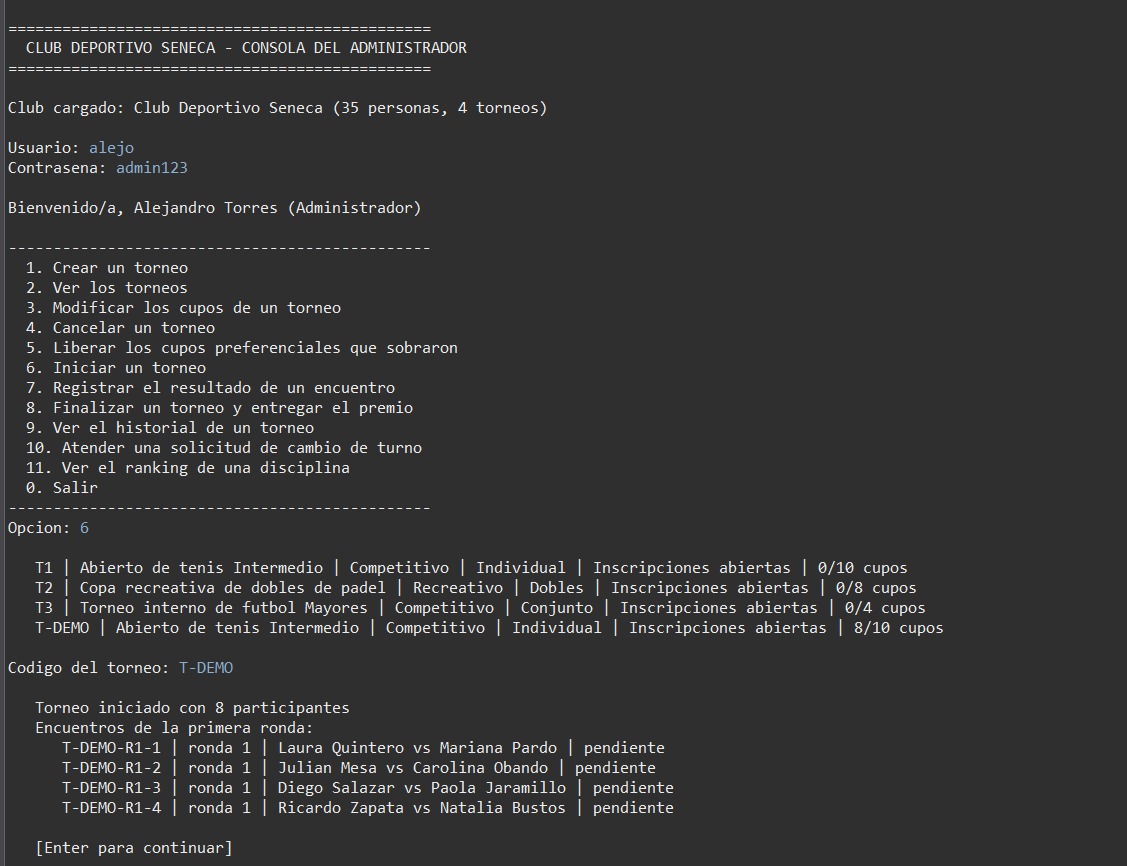 ===============================================
CLUB DEPORTIVO SENECA - CONSOLA DEL ADMINISTRADOR
===============================================
Club cargado: Club Deportivo Seneca (35 personas, 4 torneos)
Usuario: alejo
Contrasena: admin123
Bienvenido/a, Alejandro Torres (Administrador)
-----------------------------------------------
1. Crear un torneo
2. Ver los torneos
3. Modificar los cupos de un torneo
4. Cancelar un torneo
5. Liberar los cupos preferenciales que sobraron
6. Iniciar un torneo
7. Registrar el resultado de un encuentro
8. Finalizar un torneo y entregar el premio
9. Ver el historial de un torneo
10. Atender una solicitud de cambio de turno
11. Ver el ranking de una disciplina
0. Salir
-----------------------------------------------
Opcion: 6
T1 | Abierto de tenis Intermedio | Competitivo | Individual | Inscripciones abiertas | 0/10 cupos
T2 | Copa recreativa de dobles de padel | Recreativo | Dobles | Inscripciones abiertas | 0/8 cupos
T3 | Torneo interno de futbol Mayores | Competitivo | Conjunto | Inscripciones abiertas | 0/4 cupos
T-DEMO | Abierto de tenis Intermedio | Competitivo | Individual | Inscripciones abiertas | 8/10 cupos
Codigo del torneo: T-DEMO
Torneo iniciado con 8 participantes
Encuentros de la primera ronda:
T-DEMO-R1-1 | ronda 1 | Laura Quintero vs Mariana Pardo | pendiente
T-DEMO-R1-2 | ronda 1 | Julian Mesa vs Carolina Obando | pendiente
T-DEMO-R1-3 | ronda 1 | Diego Salazar vs Paola Jaramillo | pendiente
T-DEMO-R1-4 | ronda 1 | Ricardo Zapata vs Natalia Bustos | pendiente
[Enter para continuar]